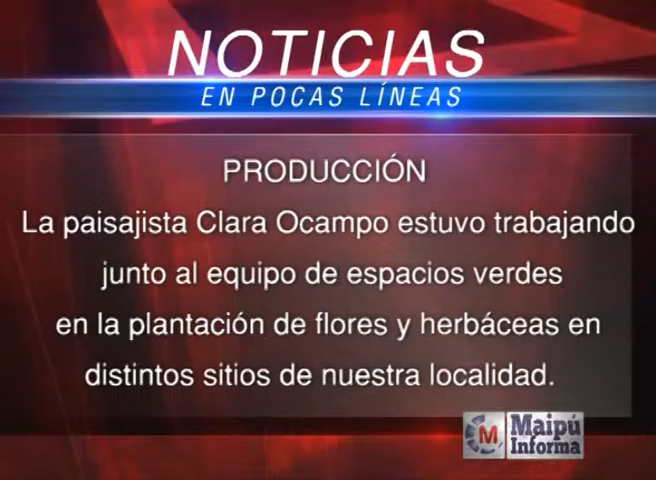 NOTICIAS
EN POCAS LÍNEAS
PRODUCCIÓN
La paisajista Clara Ocampo estuvo trabajando
junto al equipo de espacios verdes
en la plantación de flores y herbáceas en
distintos sitios de nuestra localidad.
M Maipú
Informa